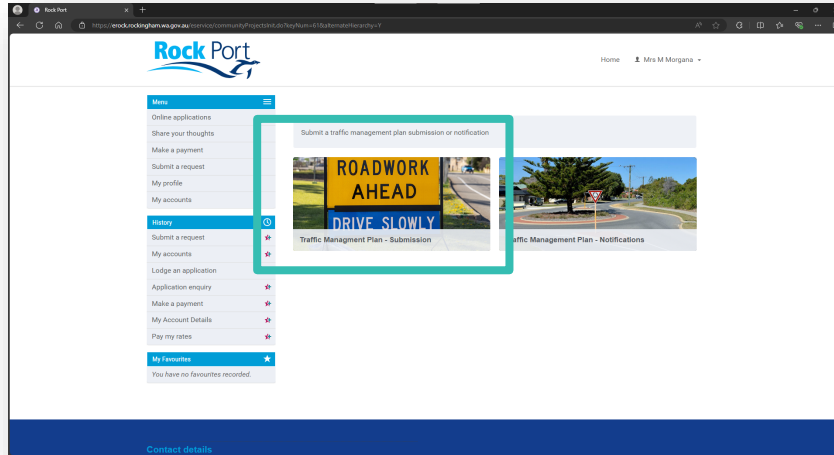 Rock Port
https://erock.rockingham.wa.gov.au/eservice/communityProjectsInit.do?keyNum=61&alternateHierarchy=Y
Rock Port
Home
Mrs M Morgana
Menu
Online applications
Share your thoughts
Make a payment
Submit a request
My profile
My accounts
History
Submit a request
My accounts
Lodge an application
Application enquiry
Make a payment
My Account Details
Pay my rates
My Favourites
You have no favourites recorded.
Submit a traffic management plan submission or notification
ROADWORK
AHEAD
DRIVE SLOWLY
Traffic Managment Plan - Submission
Traffic Management Plan - Notifications
Contact details